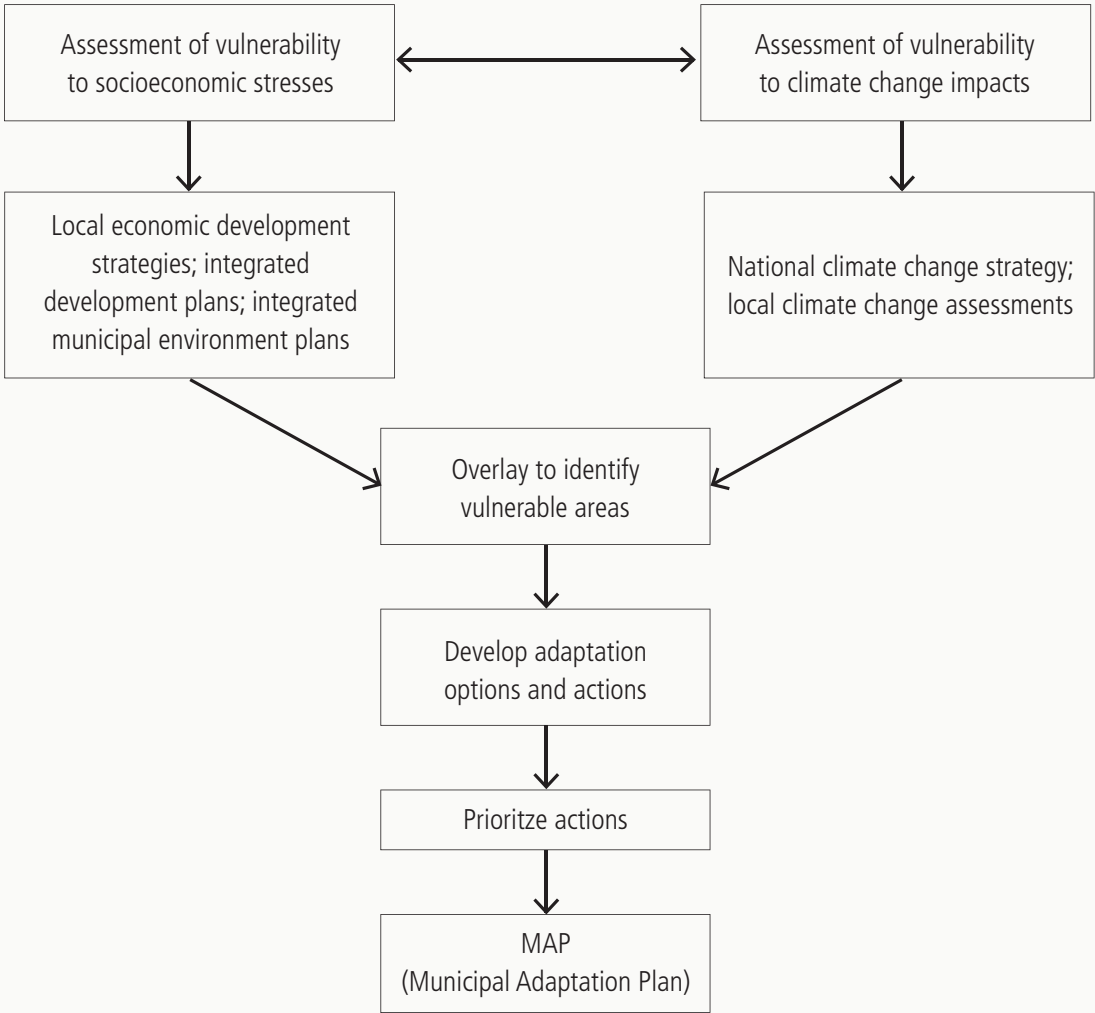 Assessment of vulnerability
to socioeconomic stresses
Assessment of vulnerability
to climate change impacts
Local economic development
strategies; integrated
development plans; integrated
municipal environment plans
National climate change strategy;
local climate change assessments
Overlay to identify
vulnerable areas
Develop adaptation
options and actions
Prioritze actions
MAP
(Municipal Adaptation Plan)